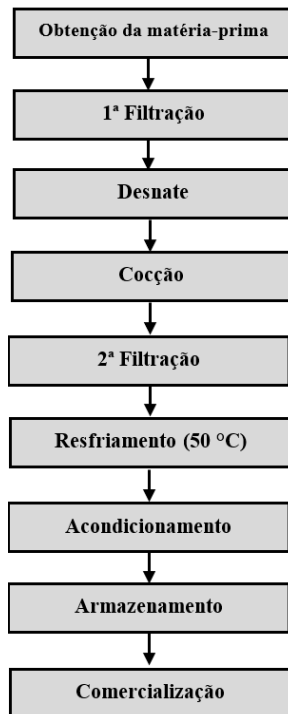 Obtenção da matéria-prima
1ª Filtração
Desnate
Cocção
2ª Filtração
Resfriamento (50 °C)
Acondicionamento
Armazenamento
Comercialização